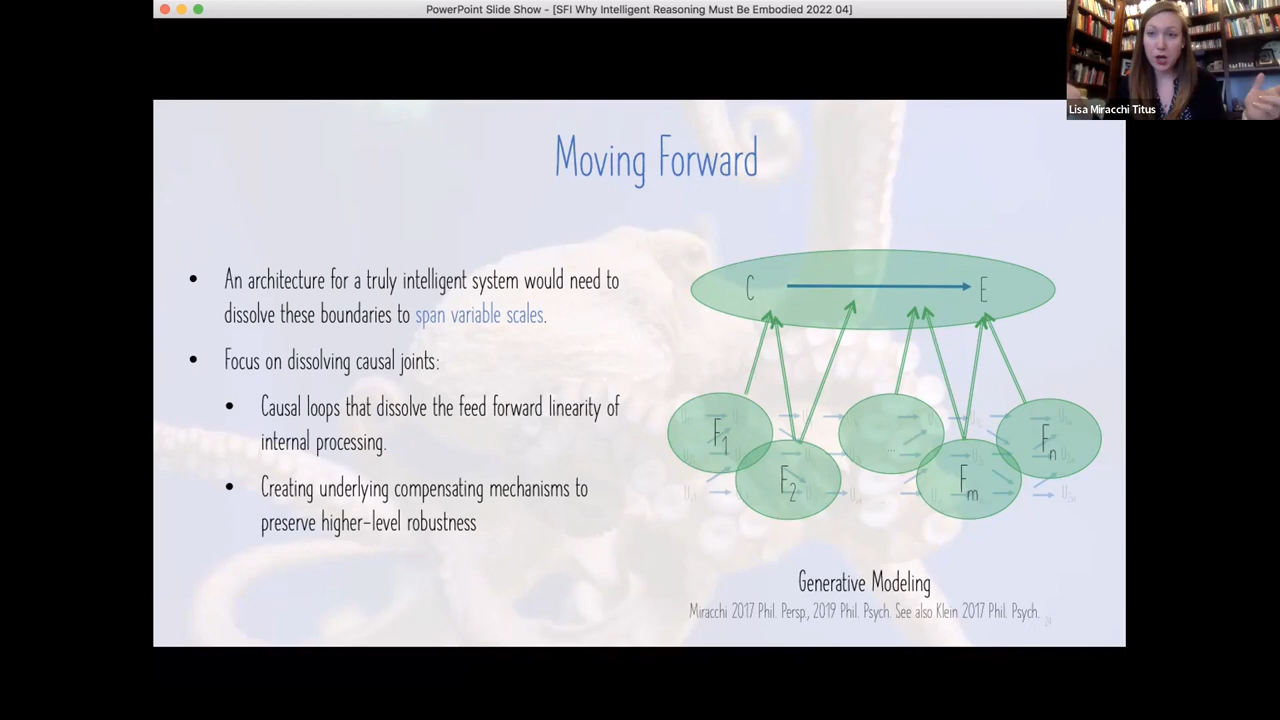 PowerPoint Slide Show - [SFI Why Intelligent Reasoning Must Be Embodied 2022 04]
Lisa Miracchi Titus
Moving Forward
• An architecture for a truly intelligent system would need to
dissolve these boundaries to span variable scales.
• Focus on dissolving causal joints:
• Causal loops that dissolve the feed forward linearity of
internal processing.
• Creating underlying compensating mechanisms to
preserve higher-level robustness
C E
F1
F2
...
Fm
Fn
Generative Modeling
Miracchi 2017 Phil. Persp., 2019 Phil. Psych. See also Klein 2017 Phil. Psych.
24